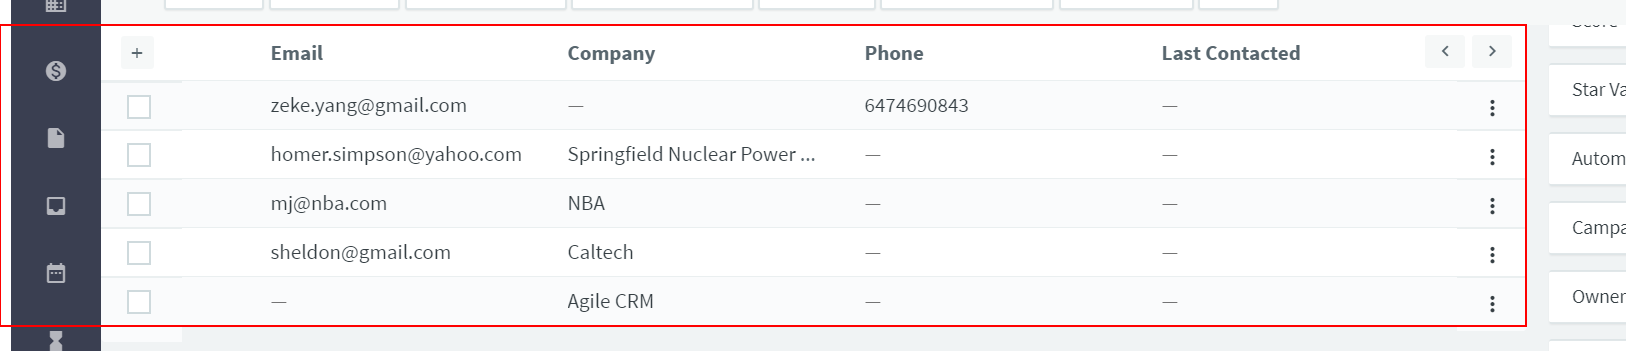 Email Company Phone Last Contacted
zeke.yang@gmail.com — 6474690843 —
homer.simpson@yahoo.com Springfield Nuclear Power ... — —
mj@nba.com NBA — —
sheldon@gmail.com Caltech — —
— Agile CRM — —
Star Va
Autom
Campa
Owner